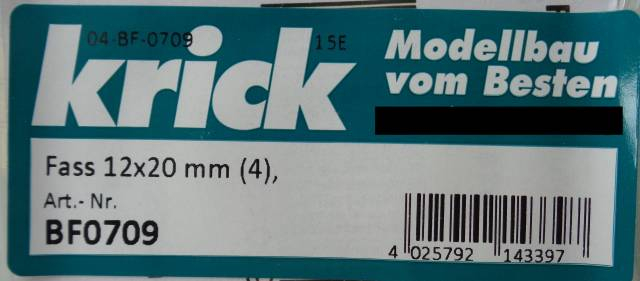 04-BF-0709 15E
krick
Modellbau
vom Besten
Fass 12x20 mm (4),
Art.- Nr.
BF0709
4 025792 143397